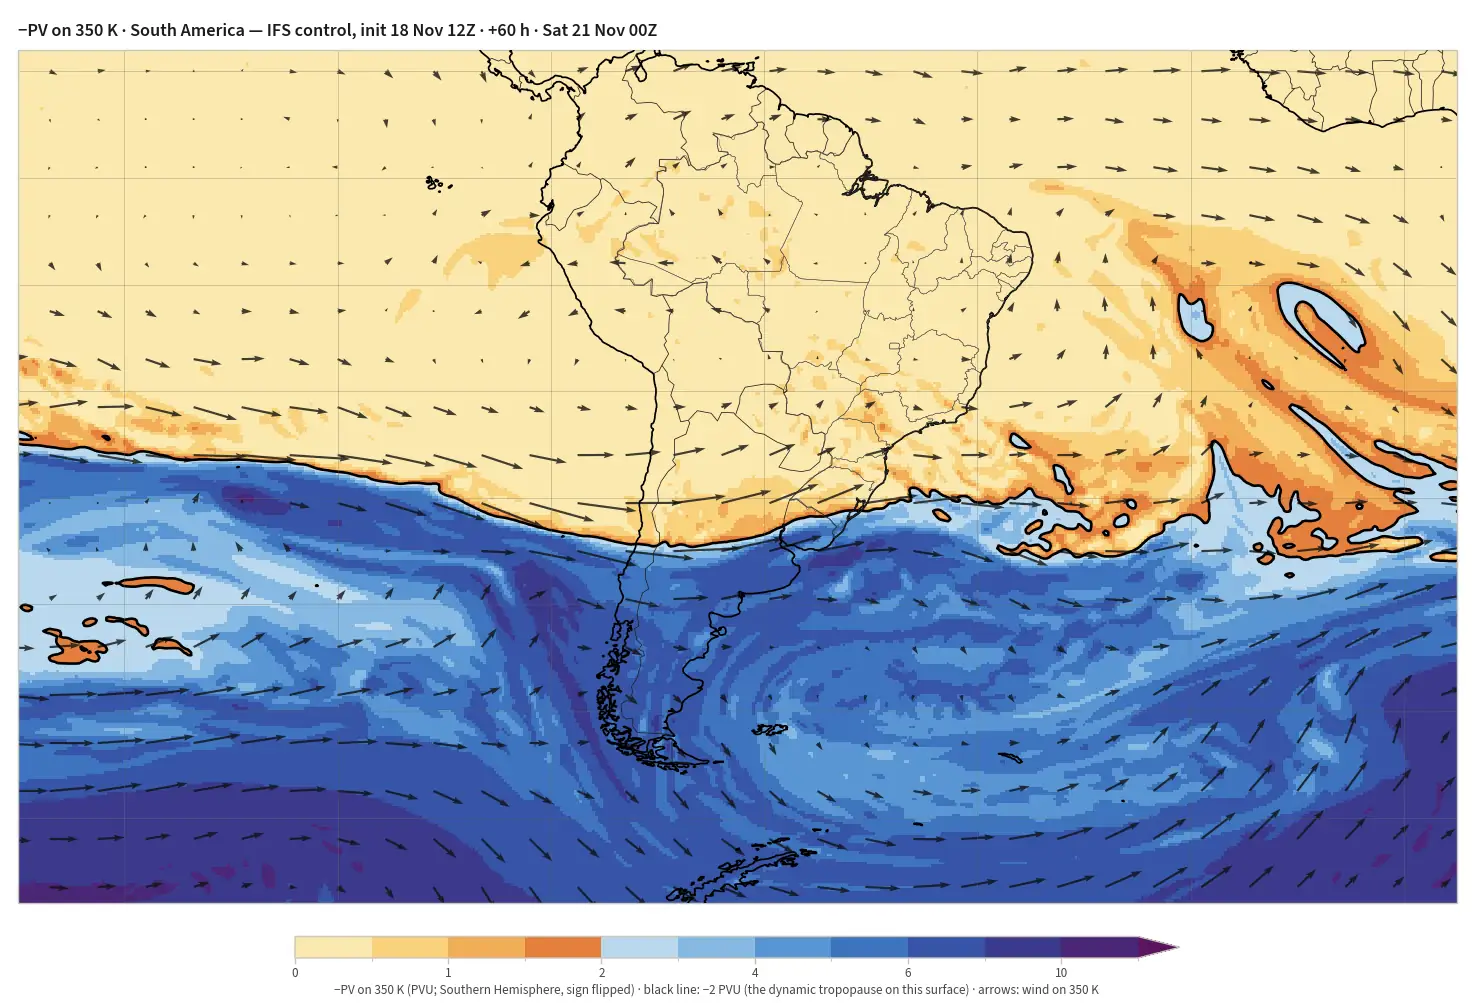 −PV on 350 K · South America — IFS control, init 18 Nov 12Z · +60 h · Sat 21 Nov 00Z
0 1 2 4 6 10
−PV on 350 K (PVU; Southern Hemisphere, sign flipped) · black line: −2 PVU (the dynamic tropopause on this surface) · arrows: wind on 350 K